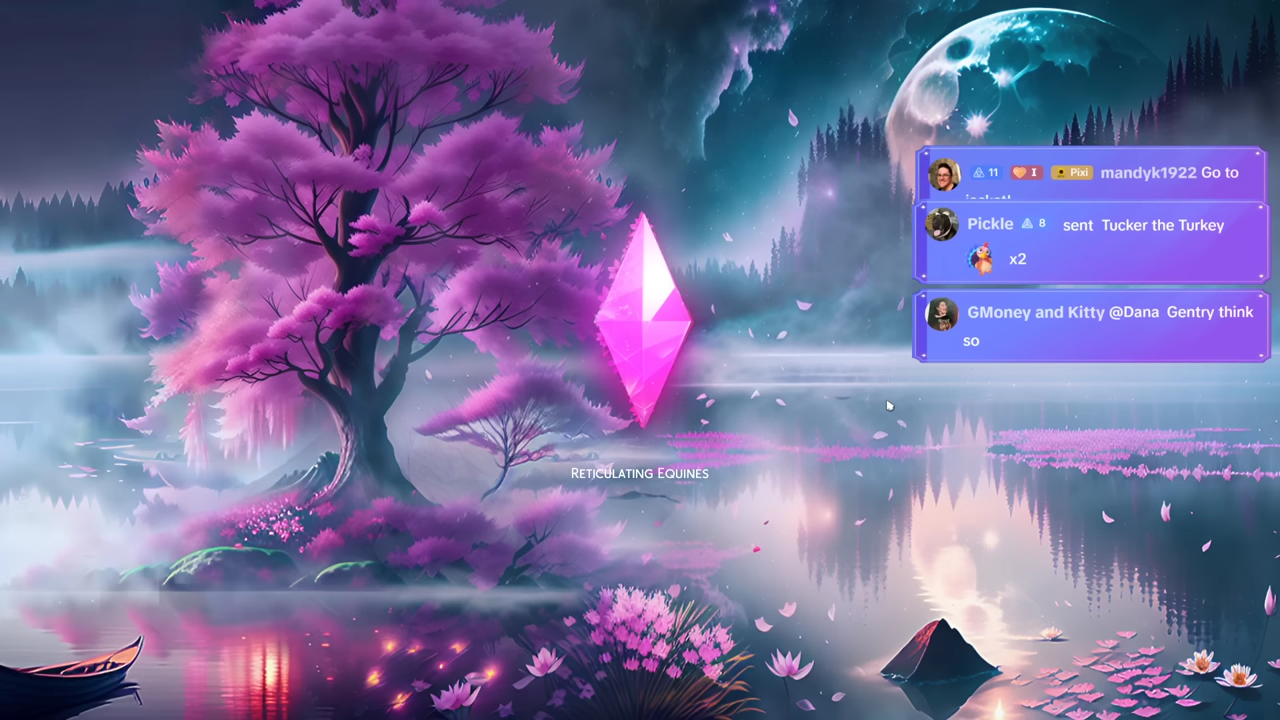 11 I Pixi mandyk1922 Go to
Pickle 8 sent Tucker the Turkey
x2
GMoney and Kitty @Dana Gentry think
so
Reticulating Equines